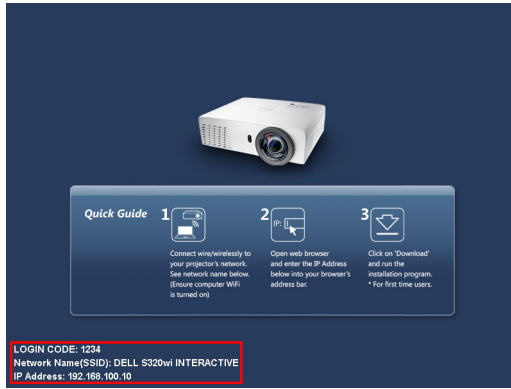 Quick Guide
1
Connect wire/wirelessly to
your projector's network.
See network name below.
(Ensure computer WiFi
is turned on)
2
IP:
Open web browser
and enter the IP Address
below into your browser's
address bar.
3
Click on 'Download'
and run the
installation program.
* For first time users.
LOGIN CODE: 1234
Network Name(SSID): DELL S320wi INTERACTIVE
IP Address: 192.168.100.10